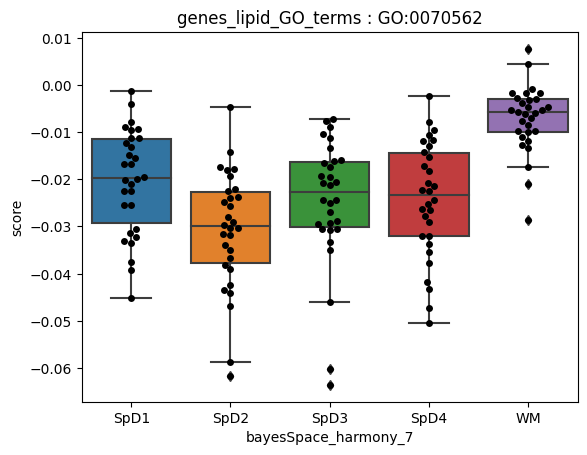 genes_lipid_GO_terms : GO:0070562
0.01
0.00
−0.01
−0.02
−0.03
−0.04
−0.05
−0.06
score
SpD1 SpD2 SpD3 SpD4 WM
bayesSpace_harmony_7